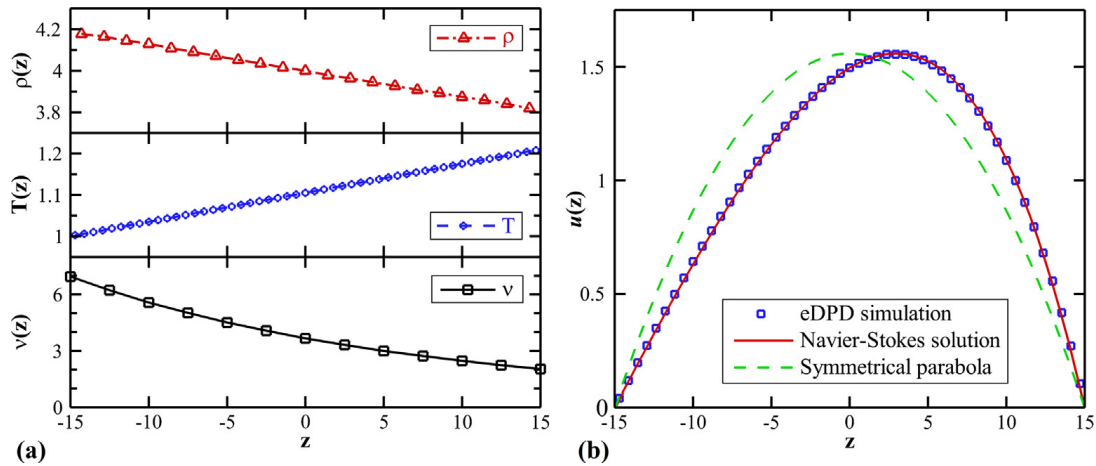 4.2
4
3.8
ρ(z)
ρ
1.2
1.1
1
T(z)
T
6
3
0
ν(z)
ν
-15 -10 -5 0 5 10 15
z
(a)
1.5
1
0.5
0
u(z)
eDPD simulation
Navier-Stokes solution
Symmetrical parabola
-15 -10 -5 0 5 10 15
z
(b)